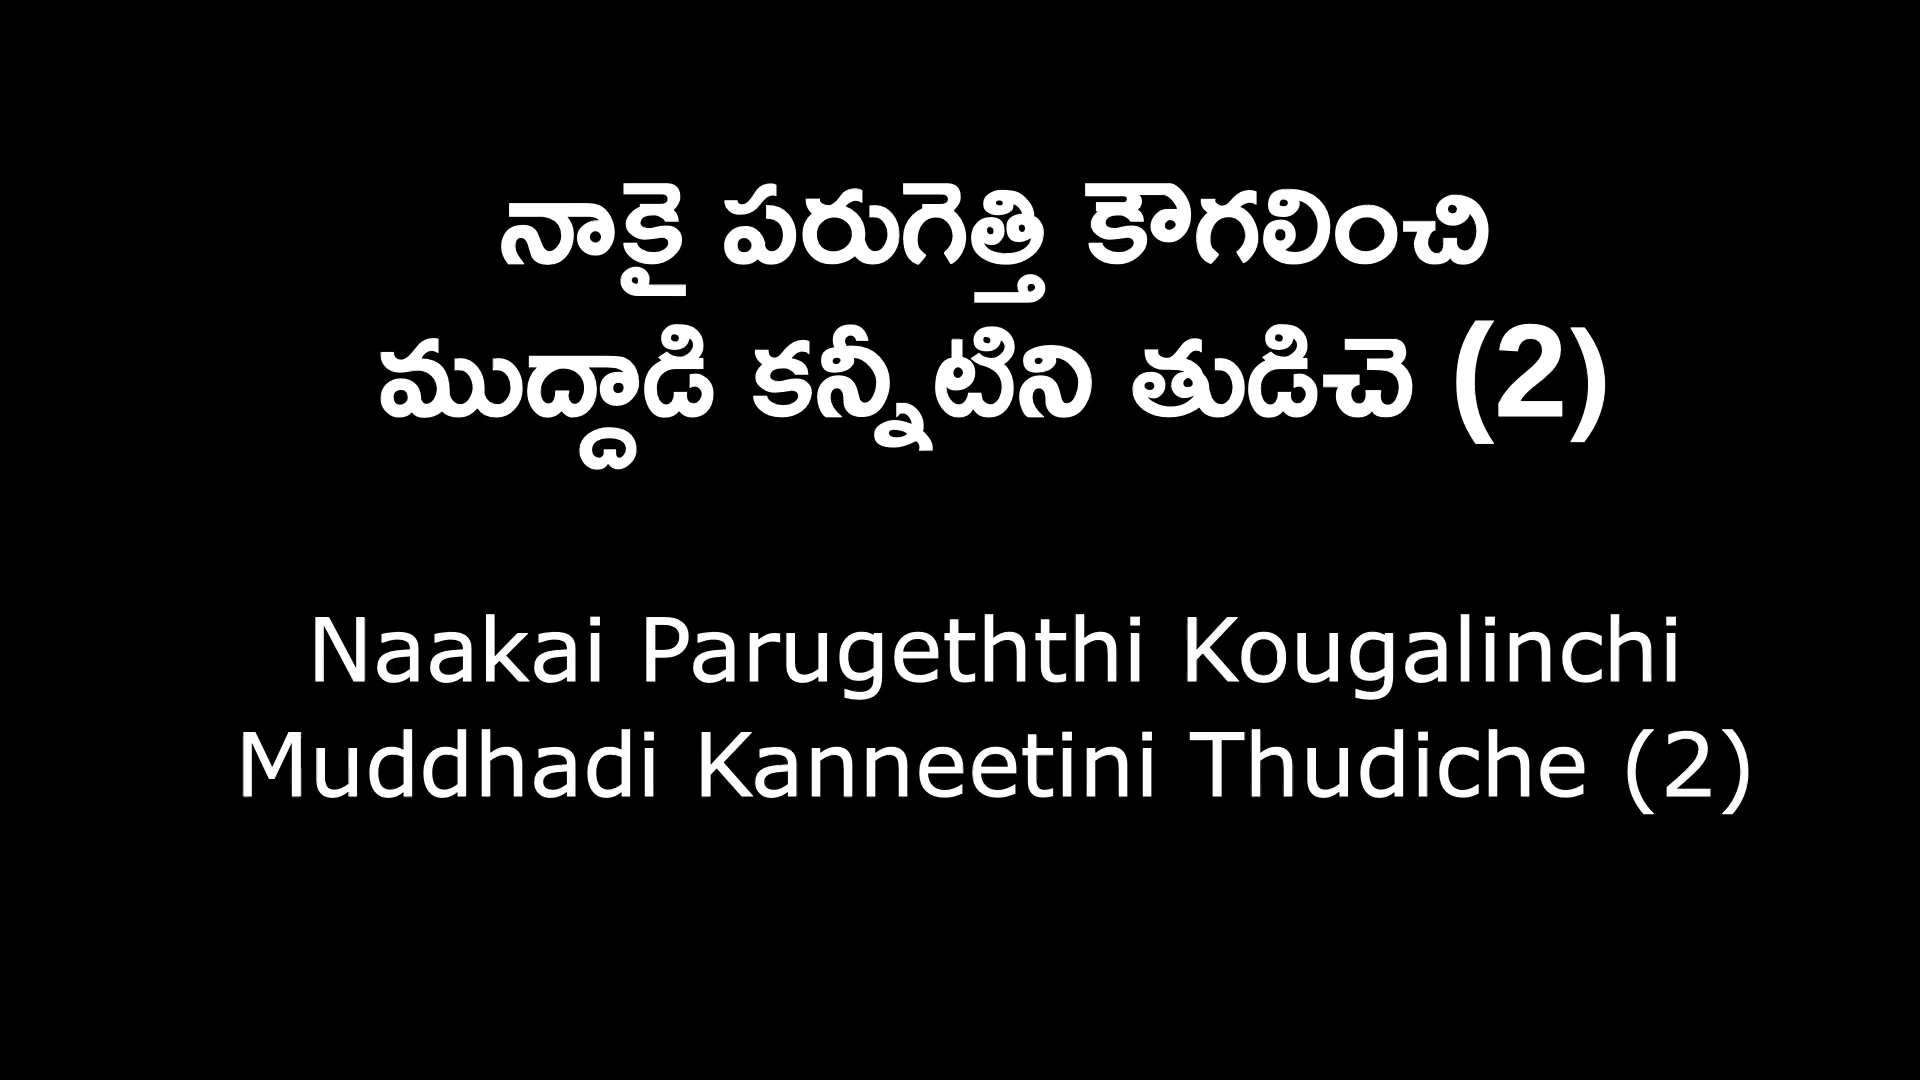 నాకై పరుగెత్తి కౌగలించి
ముద్దాడి కన్నీటిని తుడిచె (2)
Naakai Parugeththi Kougalinchi
Muddhadi Kanneetini Thudiche (2)